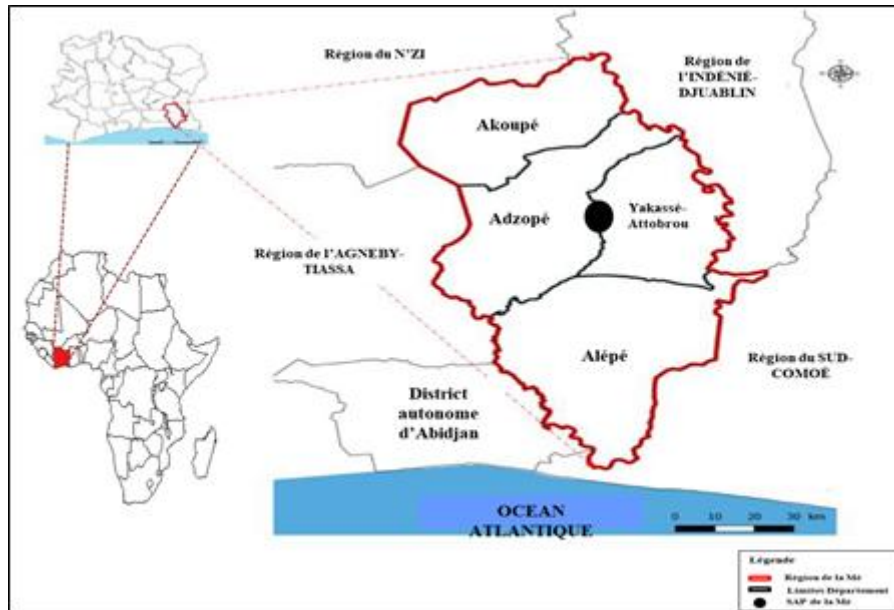 Région du N'ZI
Région de
l'INDÉNIÉ-
DJUABLIN
Akoupé
Adzopé
Yakassé-
Attobrou
Région de l'AGNEBY-
TIASSA
Alépé
Région du SUD-
COMOÉ
District
autonome
d'Abidjan
OCEAN
ATLANTIQUE
0 10 20 30 km
Légende
Région de la Mé
Limites Département
SAP de la Mé